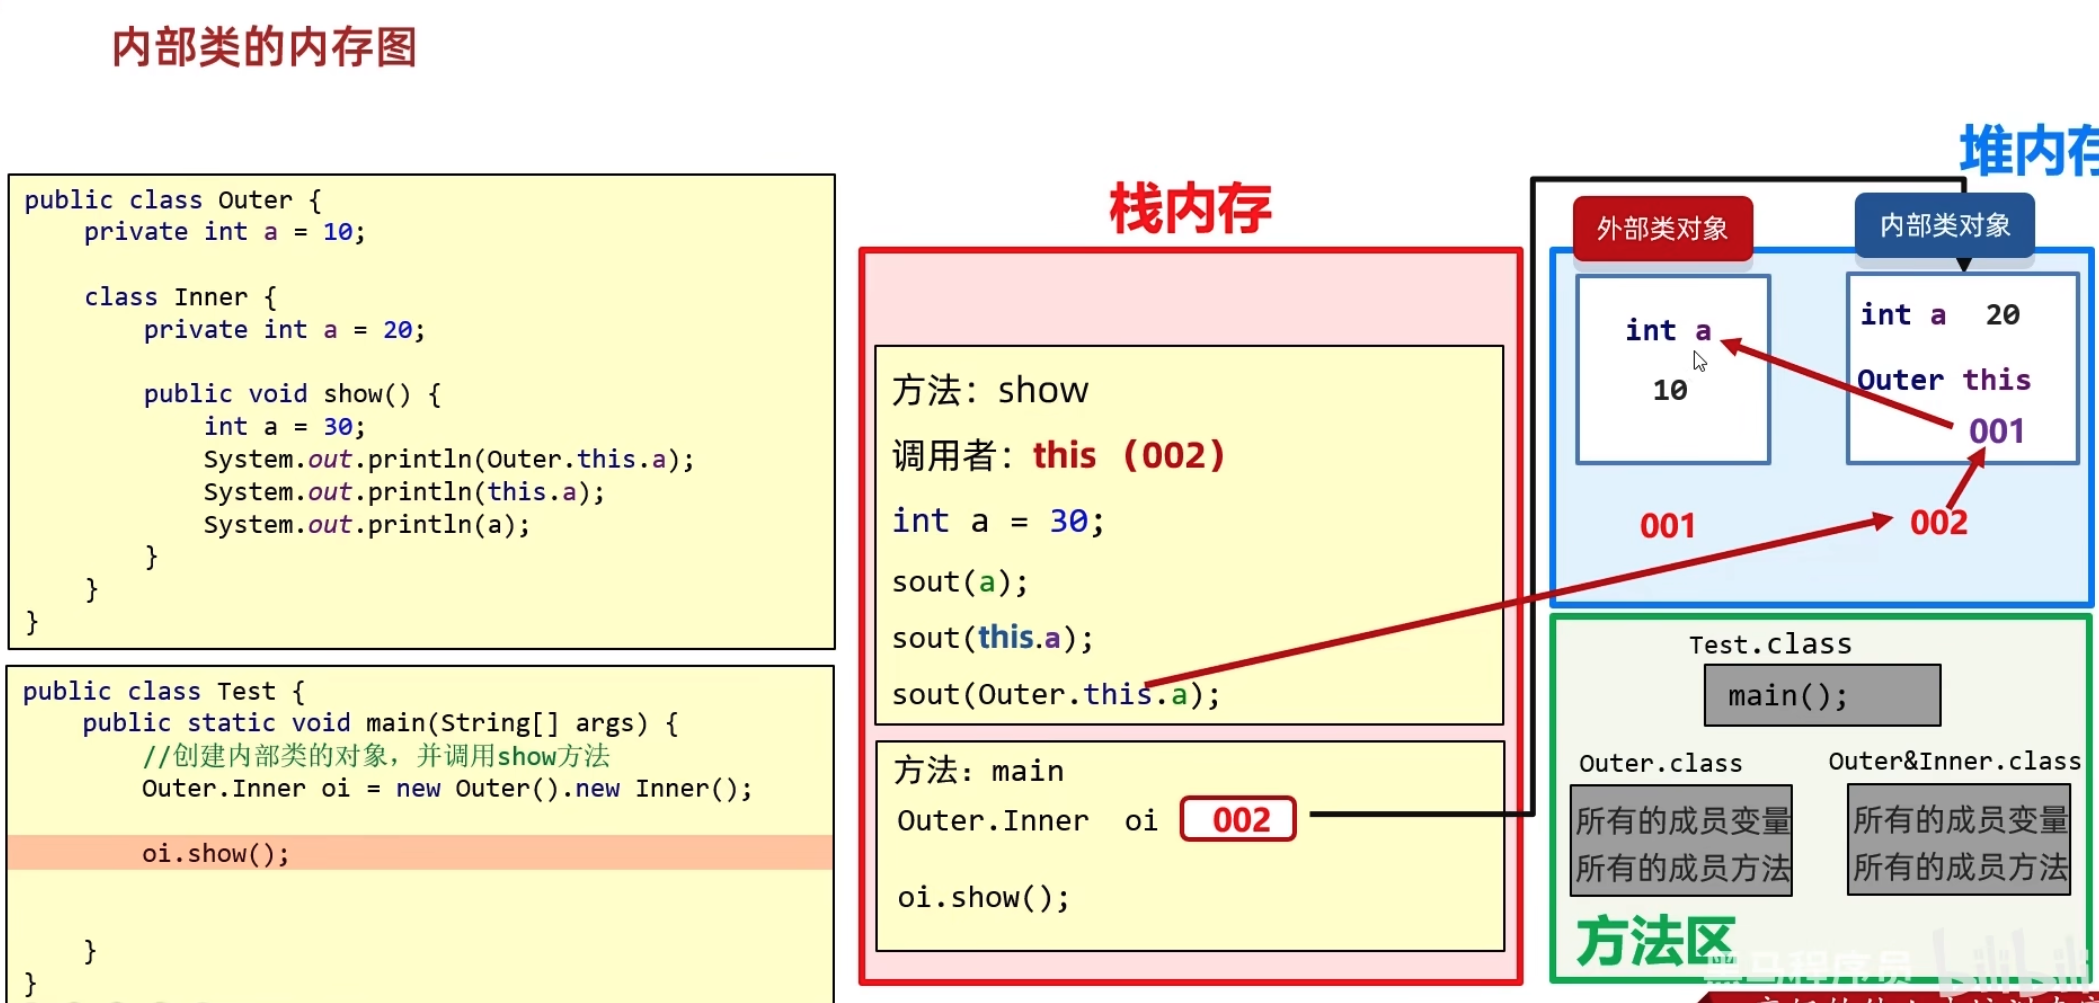 内部类的内存图
public class Outer {
private int a = 10;
class Inner {
private int a = 20;
public void show() {
int a = 30;
System.out.println(Outer.this.a);
System.out.println(this.a);
System.out.println(a);
}
}
}
public class Test {
public static void main(String[] args) {
//创建内部类的对象，并调用show方法
Outer.Inner oi = new Outer().new Inner();
oi.show();
}
}
栈内存
方法：show
调用者：this（002）
int a = 30;
sout(a);
sout(this.a);
sout(Outer.this.a);
方法：main
Outer.Inner oi 002
oi.show();
堆内存
外部类对象
int a
10
001
内部类对象
int a 20
Outer this
001
002
Test.class
main();
Outer.class
所有的成员变量
所有的成员方法
Outer&Inner.class
所有的成员变量
所有的成员方法
方法区
黑马程序员
bilibili